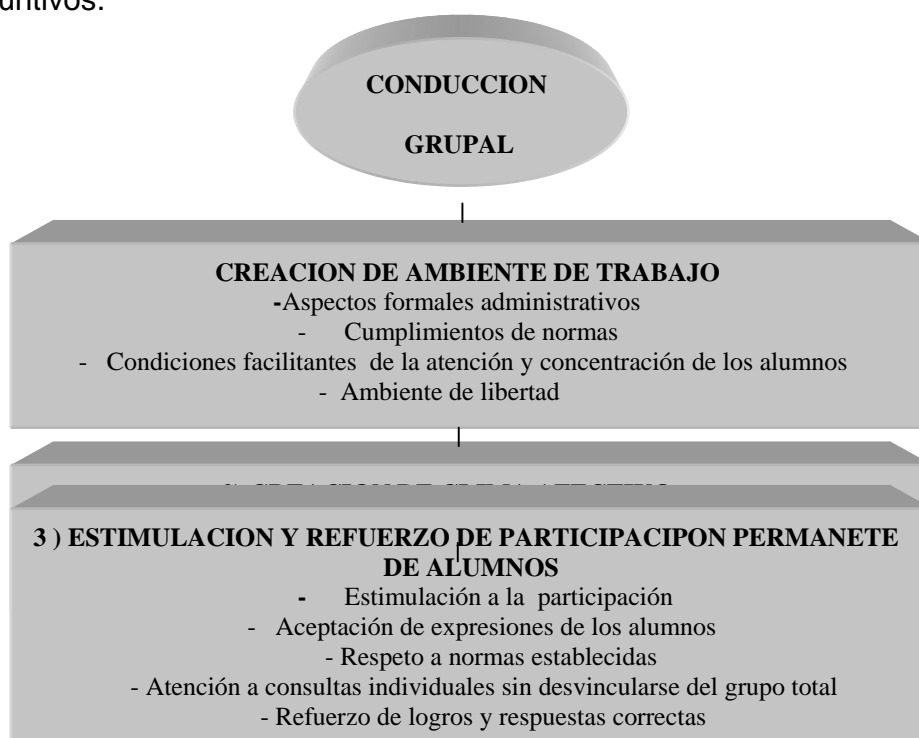 untivos.
CONDUCCION
GRUPAL
CREACION DE AMBIENTE DE TRABAJO
-Aspectos formales administrativos
- Cumplimientos de normas
- Condiciones facilitantes de la atención y concentración de los alumnos
- Ambiente de libertad
3 ) ESTIMULACION Y REFUERZO DE PARTICIPACIPON PERMANETE
DE ALUMNOS
- Estimulación a la participación
- Aceptación de expresiones de los alumnos
- Respeto a normas establecidas
- Atención a consultas individuales sin desvincularse del grupo total
- Refuerzo de logros y respuestas correctas